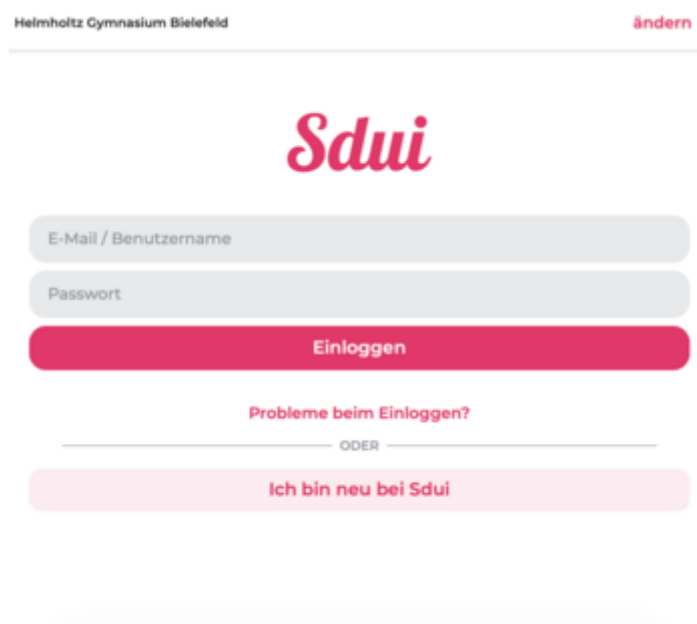 Helmholtz Gymnasium Bielefeld ändern
Sdui
E-Mail / Benutzername
Passwort
Einloggen
Probleme beim Einloggen?
ODER
Ich bin neu bei Sdui